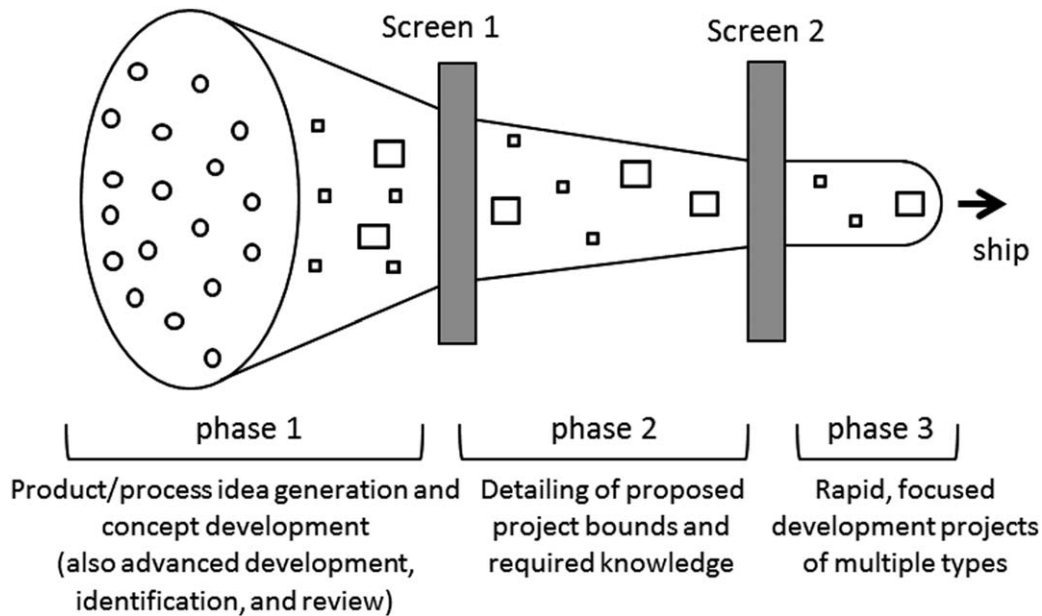 Screen 1
Screen 2
ship
phase 1
phase 2
phase 3
Product/process idea generation and
concept development
(also advanced development,
identification, and review)
Detailing of proposed
project bounds and
required knowledge
Rapid, focused
development projects
of multiple types